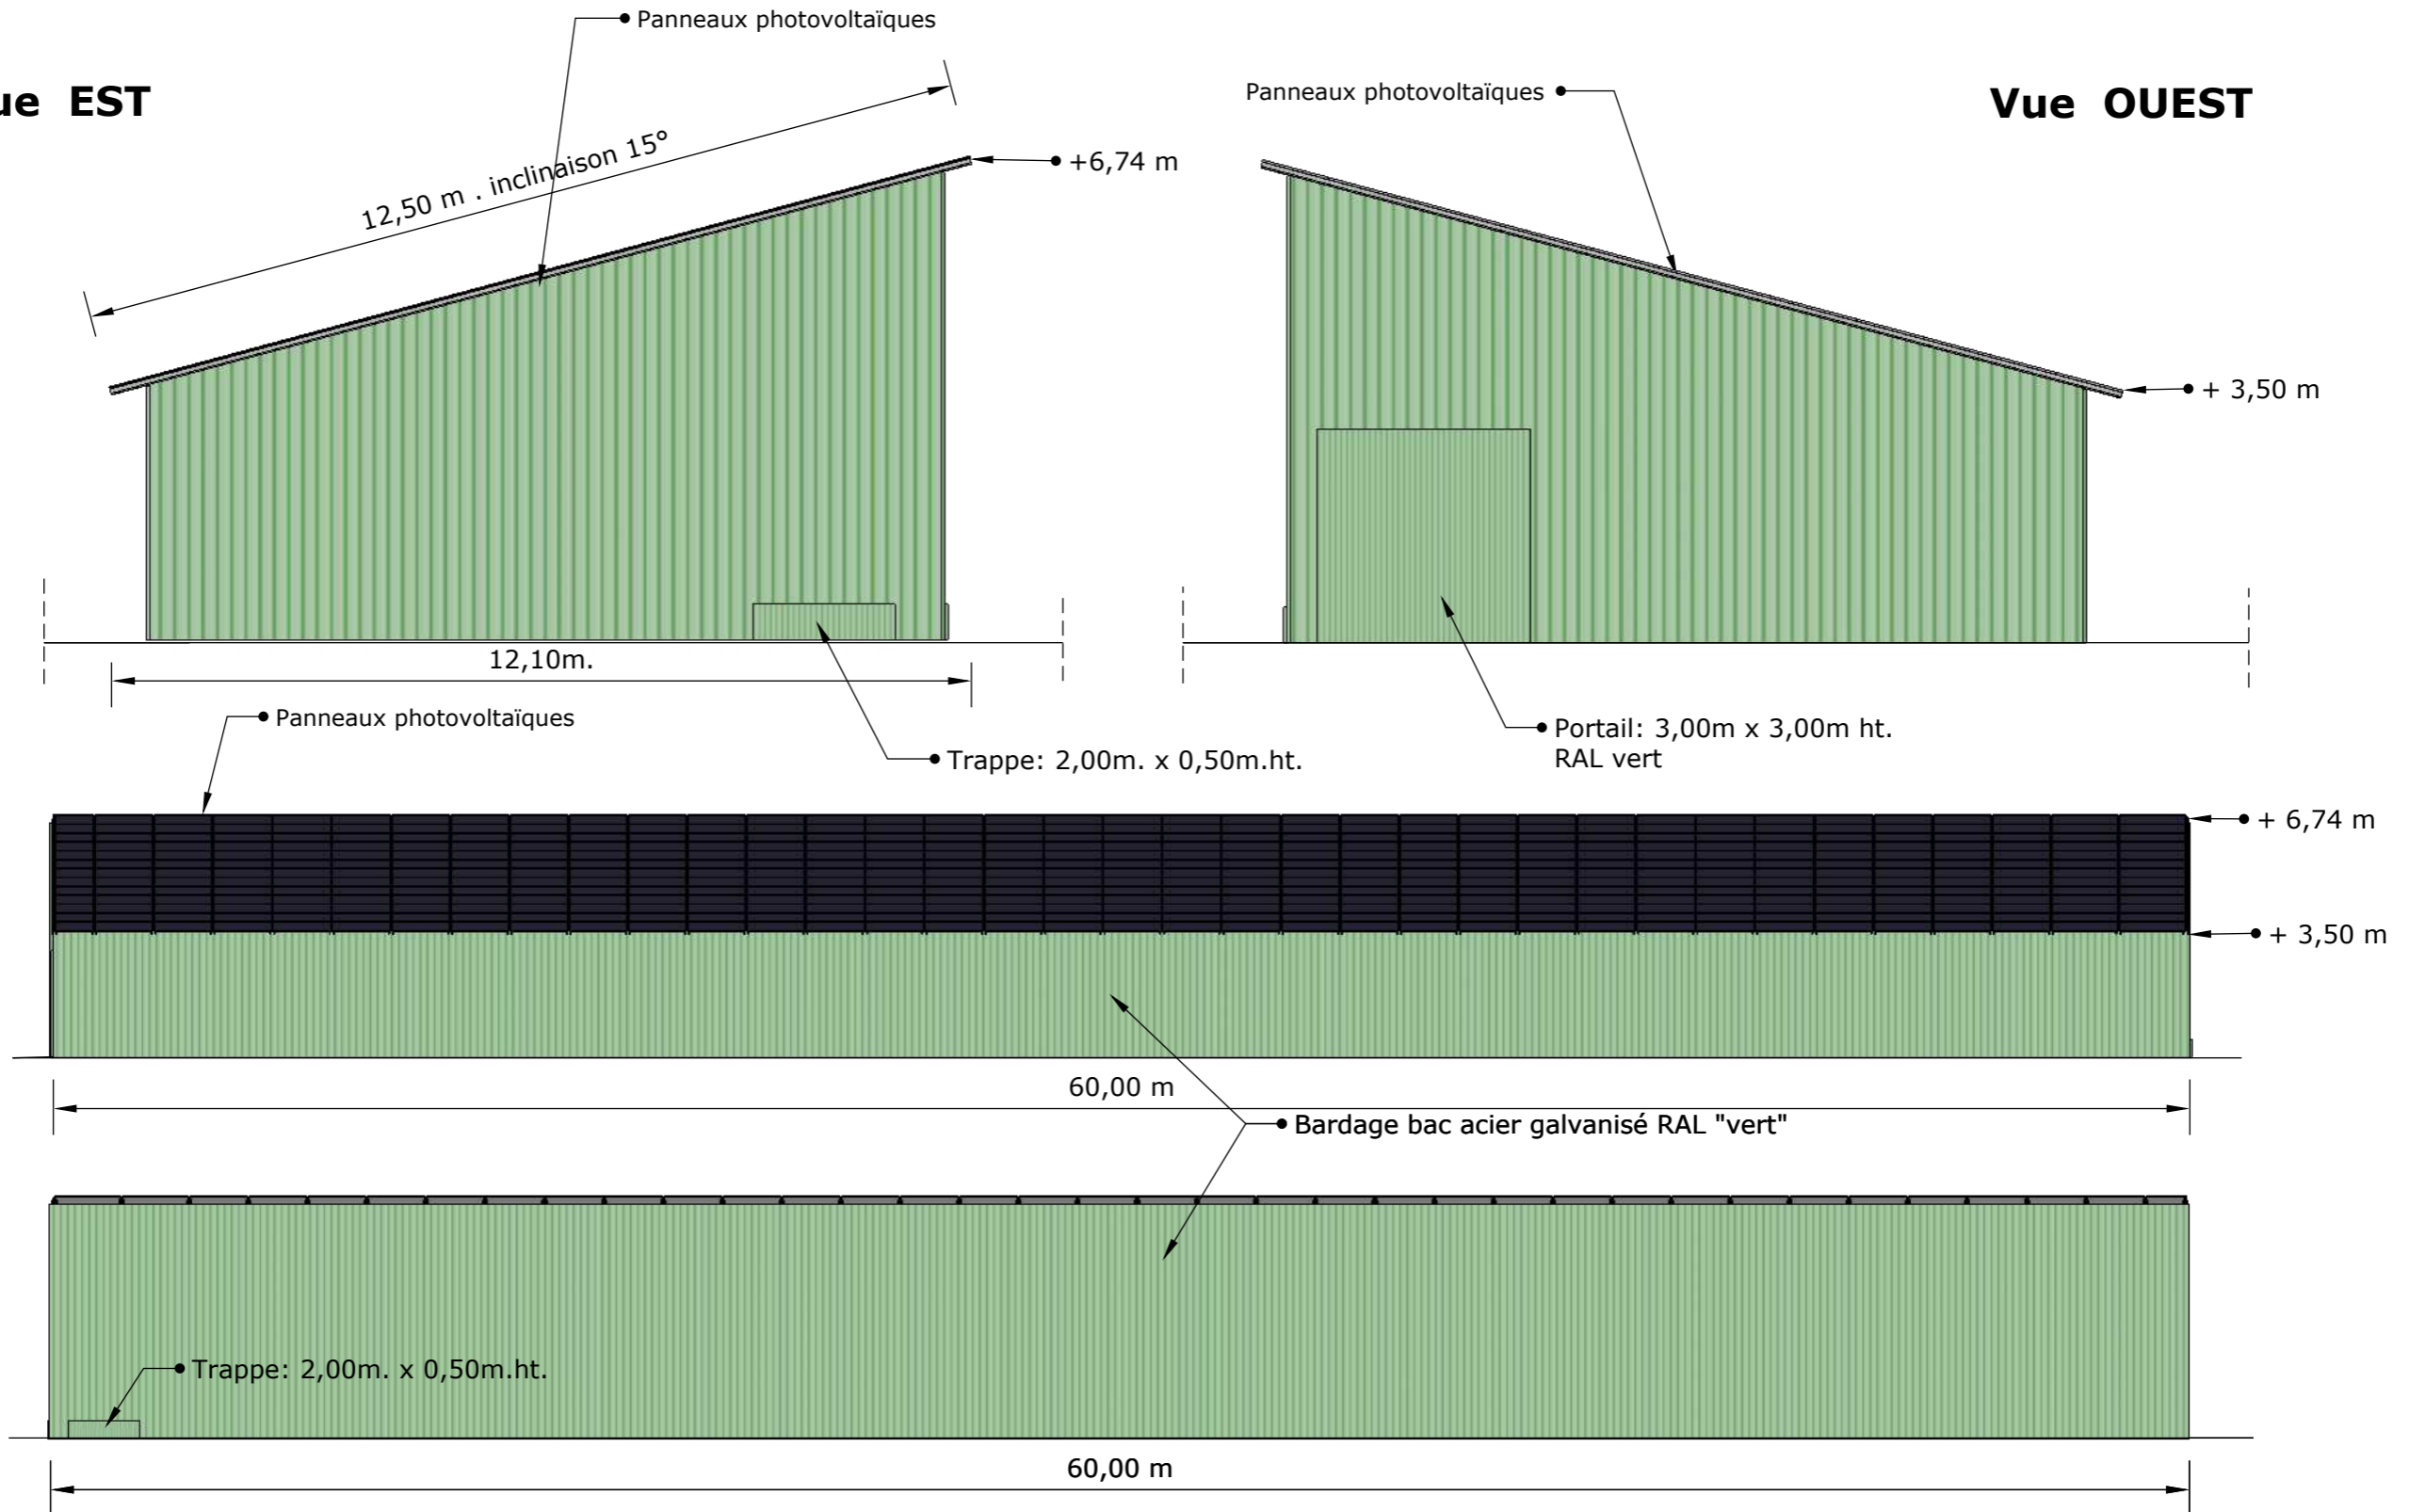 Panneaux photovoltaïques
ue EST
Panneaux photovoltaïques
Vue OUEST
12,50 m . inclinaison 15°
+6,74 m
+ 3,50 m
12,10m.
Panneaux photovoltaïques
Trappe: 2,00m. x 0,50m.ht.
Portail: 3,00m x 3,00m ht.
RAL vert
+ 6,74 m
+ 3,50 m
60,00 m
Bardage bac acier galvanisé RAL "vert"
Trappe: 2,00m. x 0,50m.ht.
60,00 m